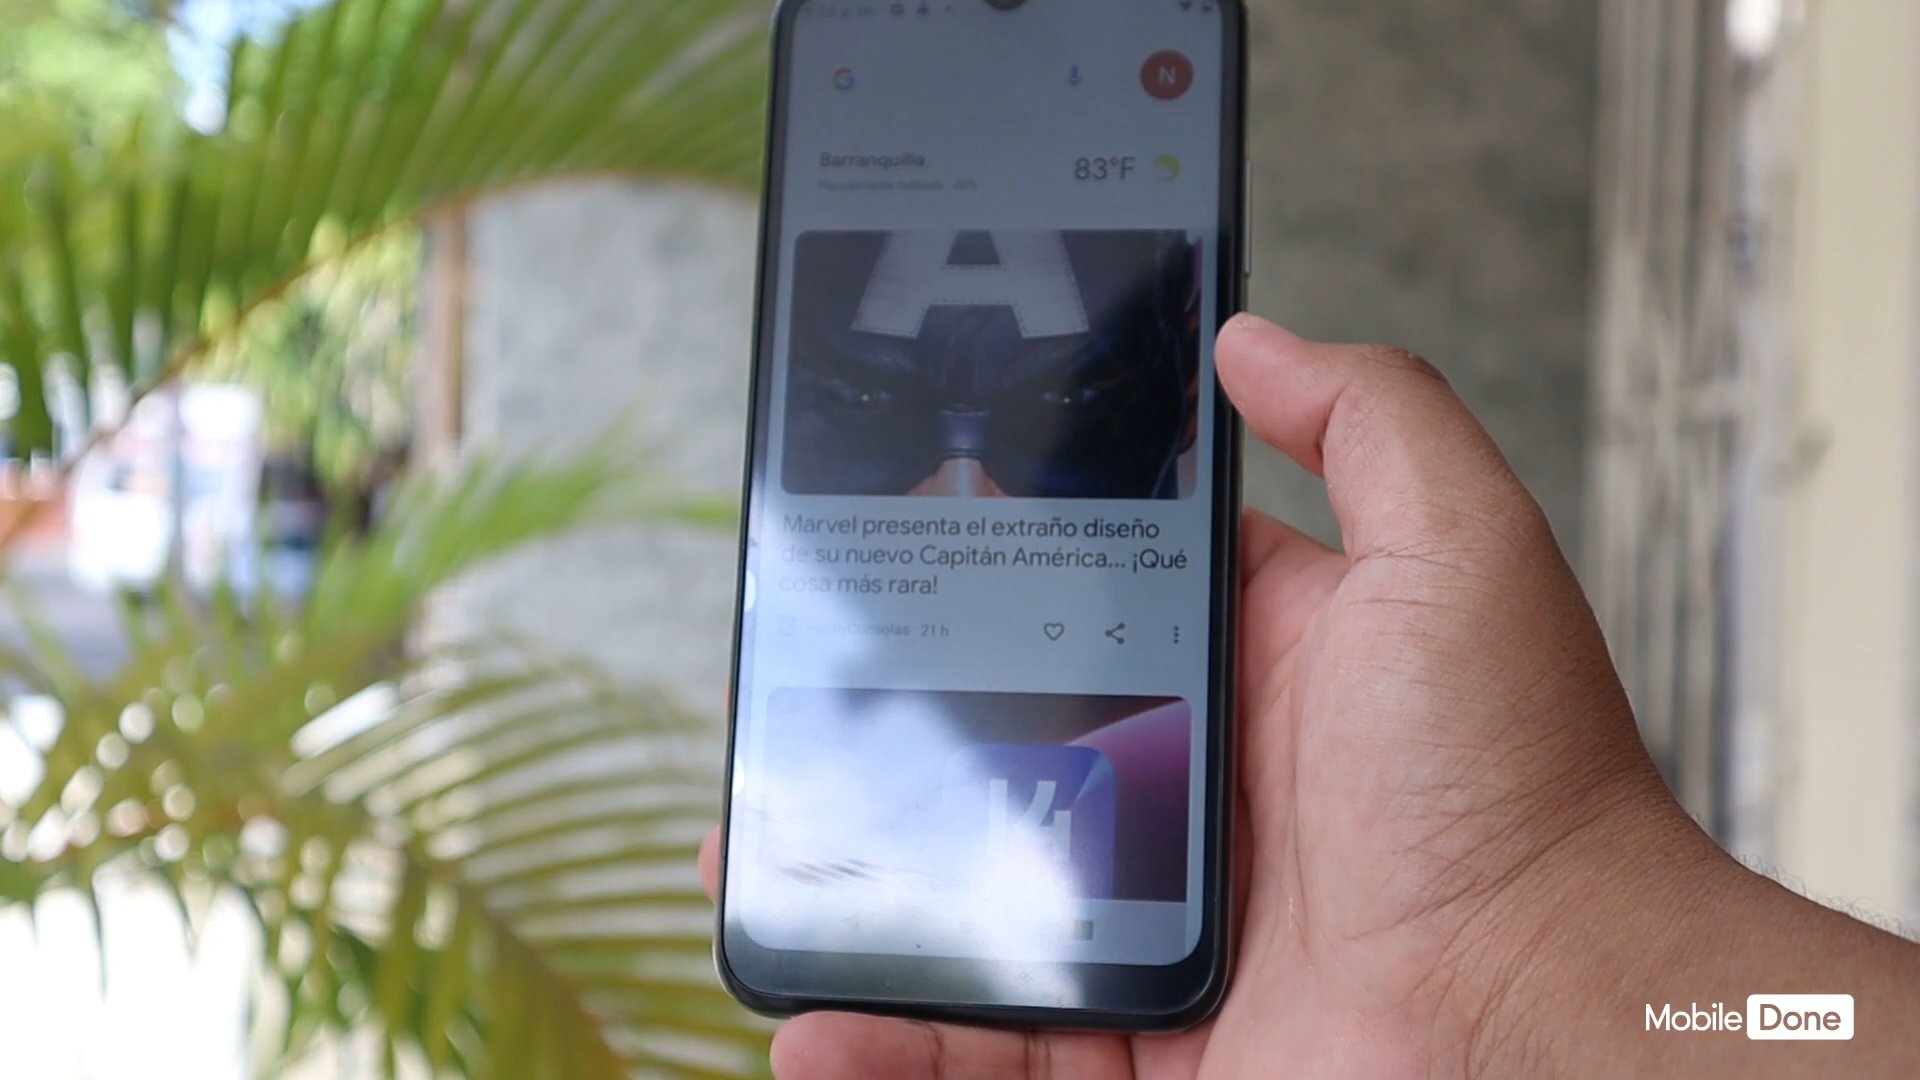 G
N
Barranquilla
83°F
A
Marvel presenta el extraño diseño
de su nuevo Capitán América... ¡Qué
cosa más rara!
· 21 h
Mobile Done